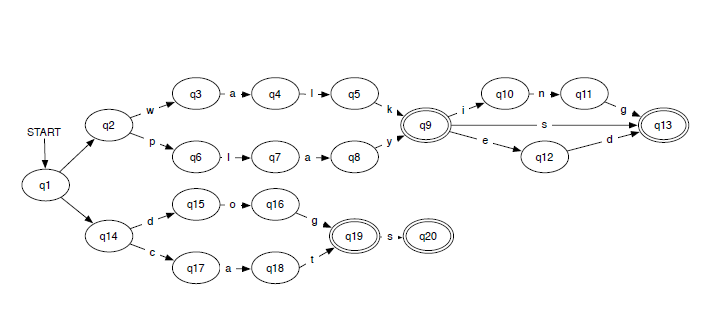 q3 a q4 l q5
w k
q10 n q11
i g
START
q2 q9 s q13
p y
e d
q6 l q7 a q8
q12
q1
q15 o q16
d g
q14 q19 s q20
c t
q17 a q18